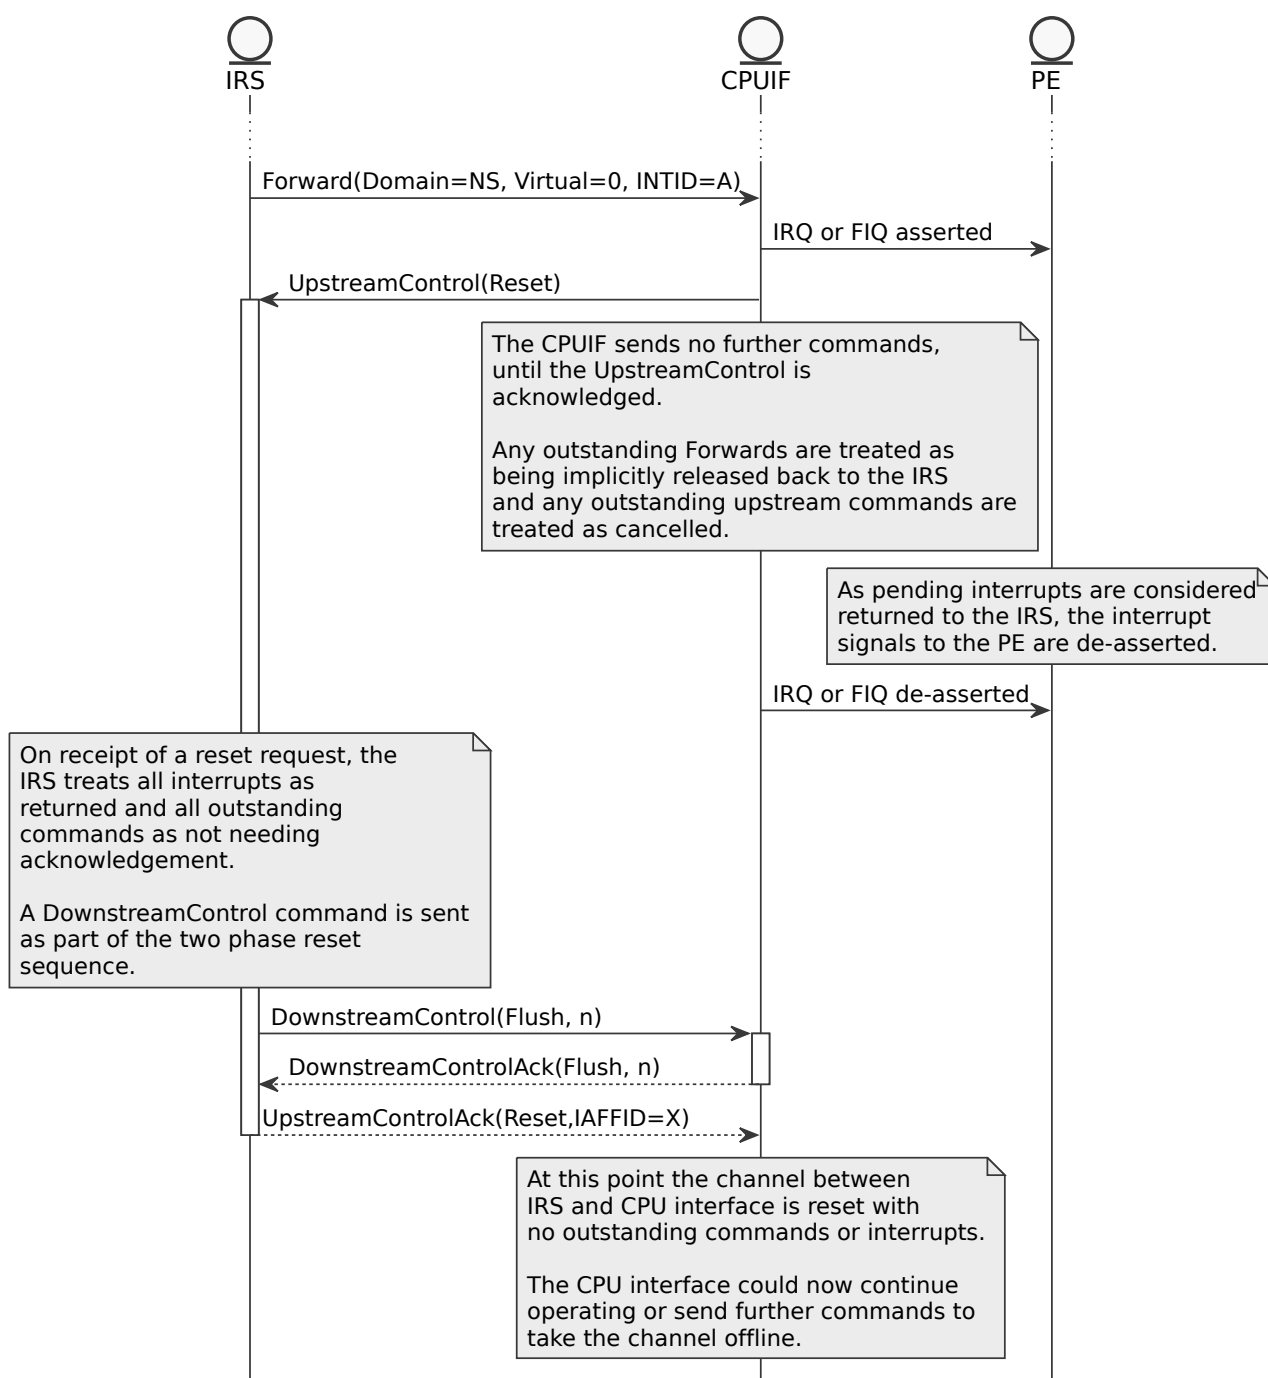 IRS
CPUIF
PE
Forward(Domain=NS, Virtual=0, INTID=A)
IRQ or FIQ asserted
UpstreamControl(Reset)
The CPUIF sends no further commands,
until the UpstreamControl is
acknowledged.
Any outstanding Forwards are treated as
being implicitly released back to the IRS
and any outstanding upstream commands are
treated as cancelled.
As pending interrupts are considered
returned to the IRS, the interrupt
signals to the PE are de-asserted.
IRQ or FIQ de-asserted
On receipt of a reset request, the
IRS treats all interrupts as
returned and all outstanding
commands as not needing
acknowledgement.
A DownstreamControl command is sent
as part of the two phase reset
sequence.
DownstreamControl(Flush, n)
DownstreamControlAck(Flush, n)
UpstreamControlAck(Reset,IAFFID=X)
At this point the channel between
IRS and CPU interface is reset with
no outstanding commands or interrupts.
The CPU interface could now continue
operating or send further commands to
take the channel offline.